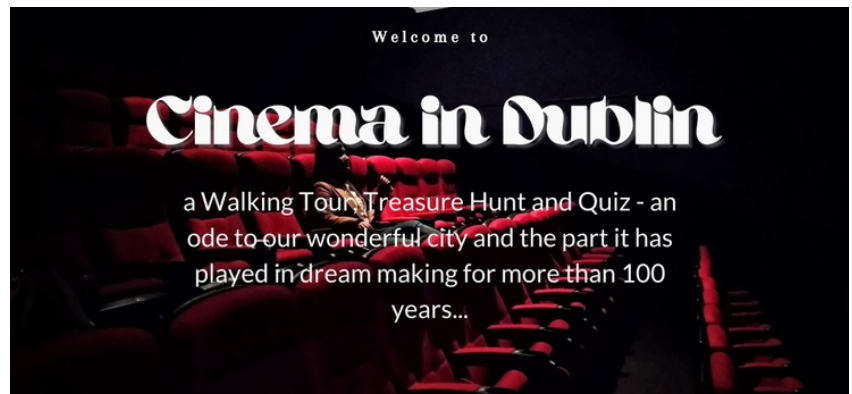 Welcome to
Cinema in Dublin
a Walking Tour, Treasure Hunt and Quiz - an
ode to our wonderful city and the part it has
played in dream making for more than 100
years...